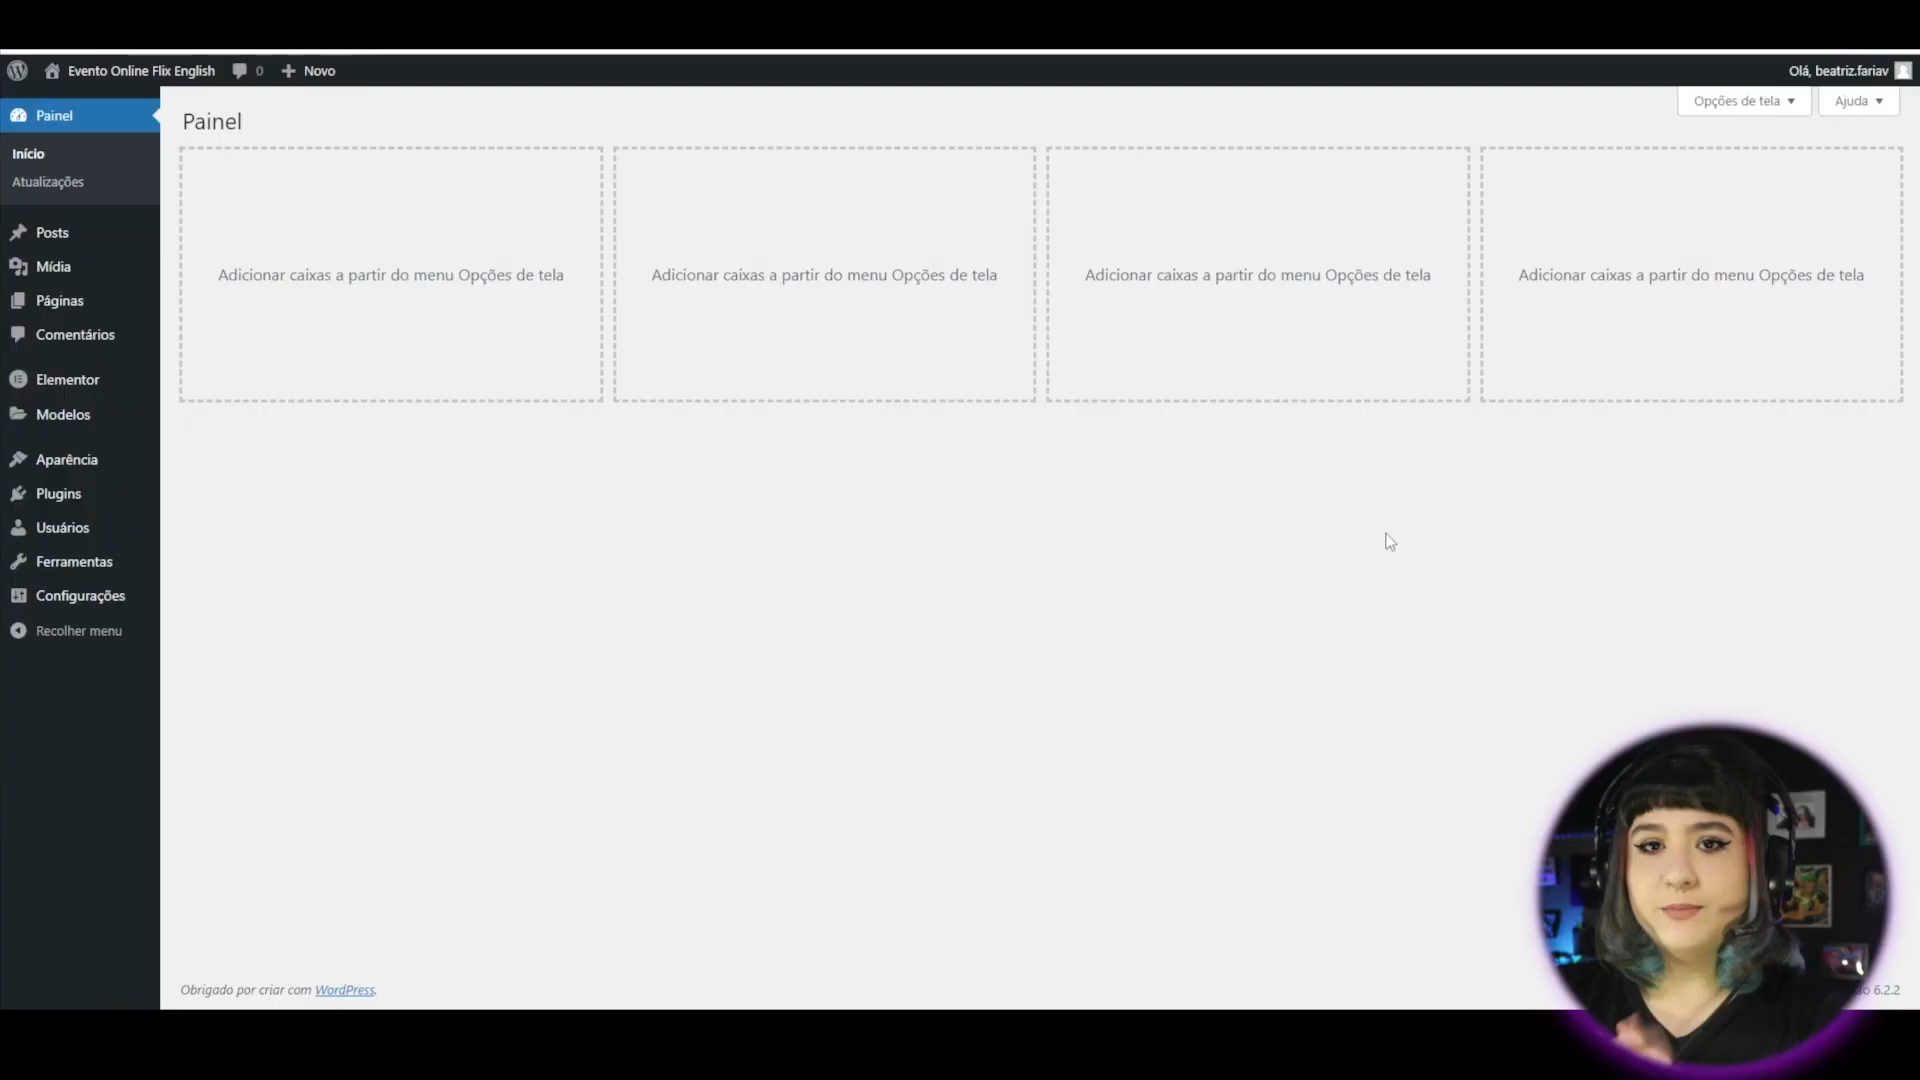 Evento Online Flix English 0 Novo Olá, beatriz.fariav
Painel
Início
Atualizações
Posts
Mídia
Páginas
Comentários
Elementor
Modelos
Aparência
Plugins
Usuários
Ferramentas
Configurações
Recolher menu
Opções de tela Ajuda
Painel
Adicionar caixas a partir do menu Opções de tela
Adicionar caixas a partir do menu Opções de tela
Adicionar caixas a partir do menu Opções de tela
Adicionar caixas a partir do menu Opções de tela
Obrigado por criar com WordPress.
6.2.2